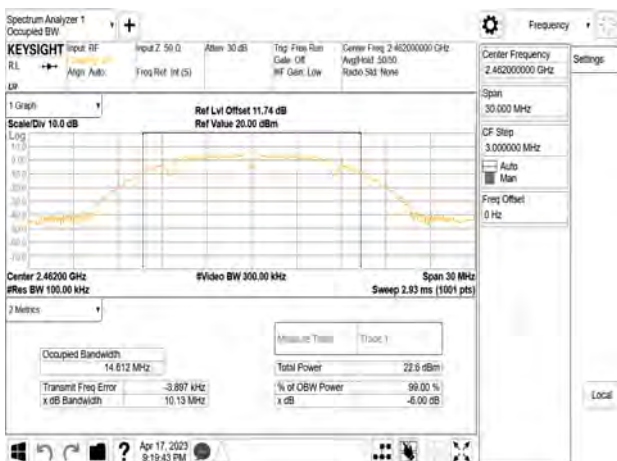 Spectrum Analyzer 1
Occupied BW
Frequency
KEYSIGHT
Input: RF
Input Z: 50 Ω
Atten: 30 dB
Trig: Free Run
Center Freq: 2.462000000 GHz
RL
Gate: Off
Avg|Hold: 50/50
Align: Auto
Freq Ref: Int (S)
#IF Gain: Low
Radio Std: None
Center Frequency
2.462000000 GHz
Settings
Span
30.000 MHz
CF Step
3.000000 MHz
Auto
Man
Freq Offset
0 Hz
Local
1 Graph
Scale/Div 10.0 dB
Ref Lvl Offset 11.74 dB
Ref Value 20.00 dBm
Log
10.0
0.00
Center 2.46200 GHz
#Video BW 300.00 kHz
Span 30 MHz
#Res BW 100.00 kHz
Sweep 2.93 ms (1001 pts)
2 Metrics
Measure Trace
Trace 1
Occupied Bandwidth
14.612 MHz
Total Power
22.6 dBm
Transmit Freq Error
-3.897 kHz
% of OBW Power
99.00 %
x dB Bandwidth
10.13 MHz
x dB
-6.00 dB
Apr 17, 2023
9:19:43 PM